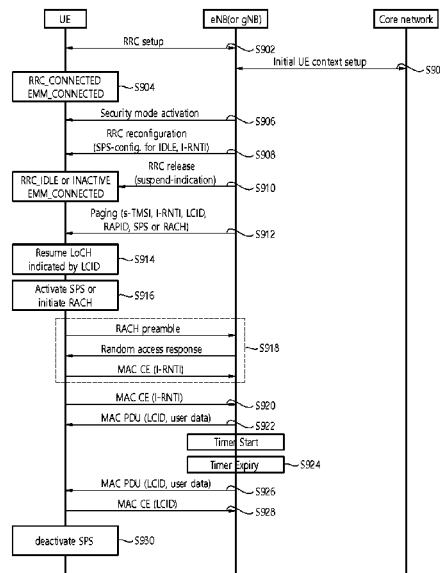 UE
eNB(or gNB)
Core network
RRC setup
S902
Initial UE context setup
S90
RRC_CONNECTED
EMM_CONNECTED
S904
Security mode activation
S906
RRC reconfiguration
(SPS-config. for IDLE, I-RNTI)
S908
RRC release
(suspend-indication)
S910
RRC_IDLE or INACTIVE
EMM_CONNECTED
Paging (s-TMSI, I-RNTI, LCID,
RAPID, SPS or RACH)
S912
Resume LoCH
indicated by LCID
S914
Activate SPS or
initiate RACH
S916
RACH preamble
Random access response
S918
MAC CE (I-RNTI)
MAC CE (I-RNTI)
S920
MAC PDU (LCID, user data)
S922
Timer Start
Timer Expiry
S924
MAC PDU (LCID, user data)
S926
MAC CE (LCID)
S928
deactivate SPS
S930